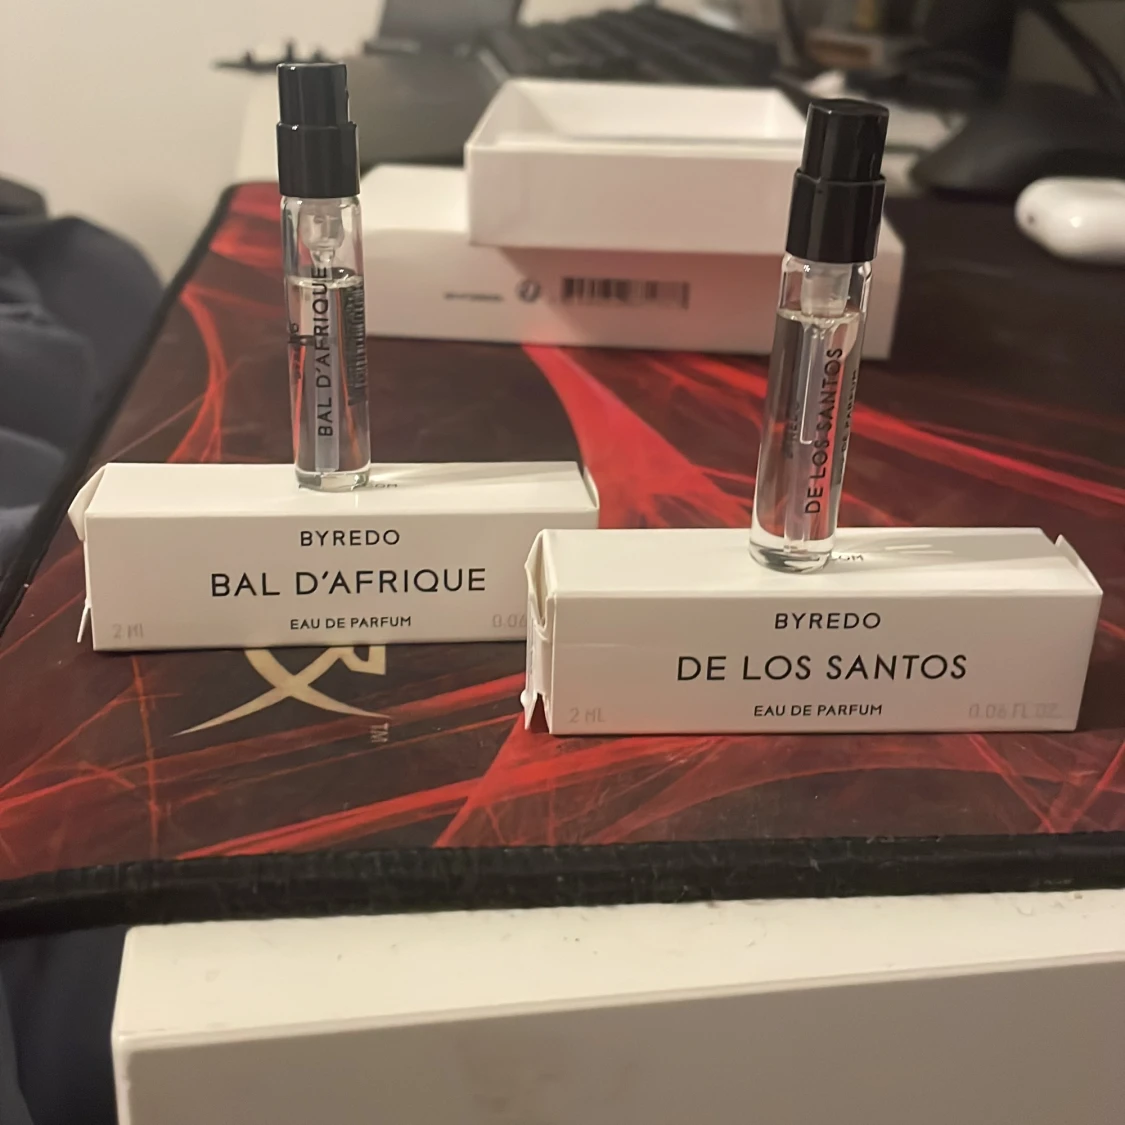 BAL D'AFRIQUE
BYREDO
BAL D'AFRIQUE
EAU DE PARFUM
2 ML
TM
DE LOS SANTOS
BYREDO
DE LOS SANTOS
EAU DE PARFUM
2 ML
0.06 FL OZ